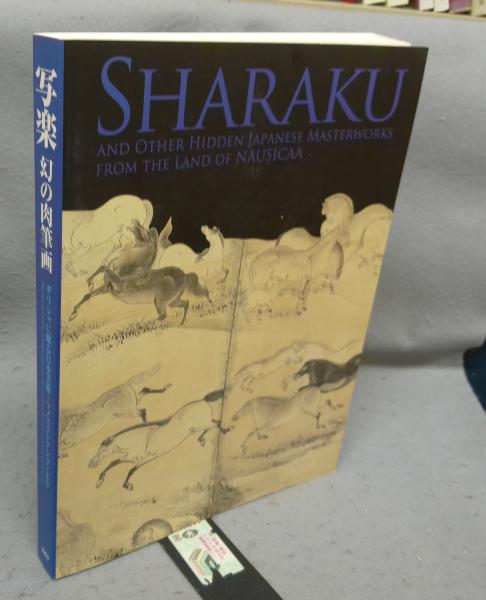 SHARAKU
AND OTHER HIDDEN JAPANESE MASTERWORKS
FROM THE LAND OF NAUSICAA
写楽 幻の肉筆画